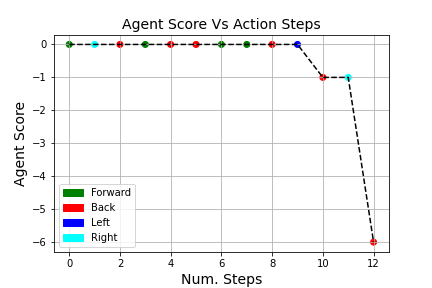 Agent Score Vs Action Steps
0
−1
−2
−3
−4
−5
−6
Agent Score
Forward
Back
Left
Right
0 2 4 6 8 10 12
Num. Steps